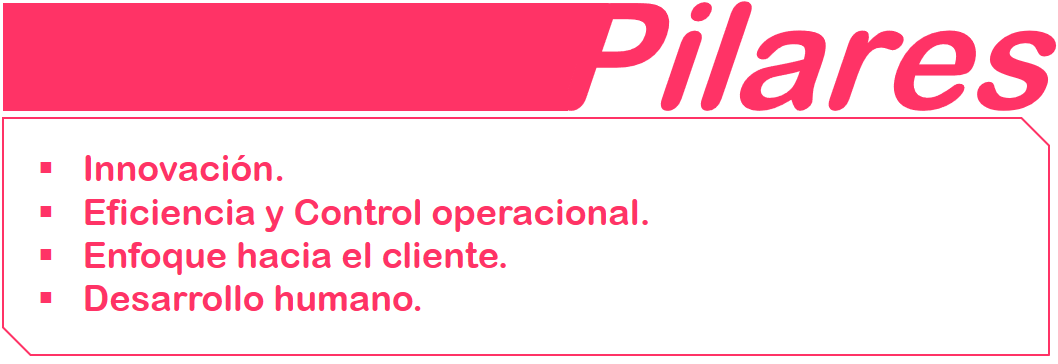 Pilares
▪ Innovación.
▪ Eficiencia y Control operacional.
▪ Enfoque hacia el cliente.
▪ Desarrollo humano.